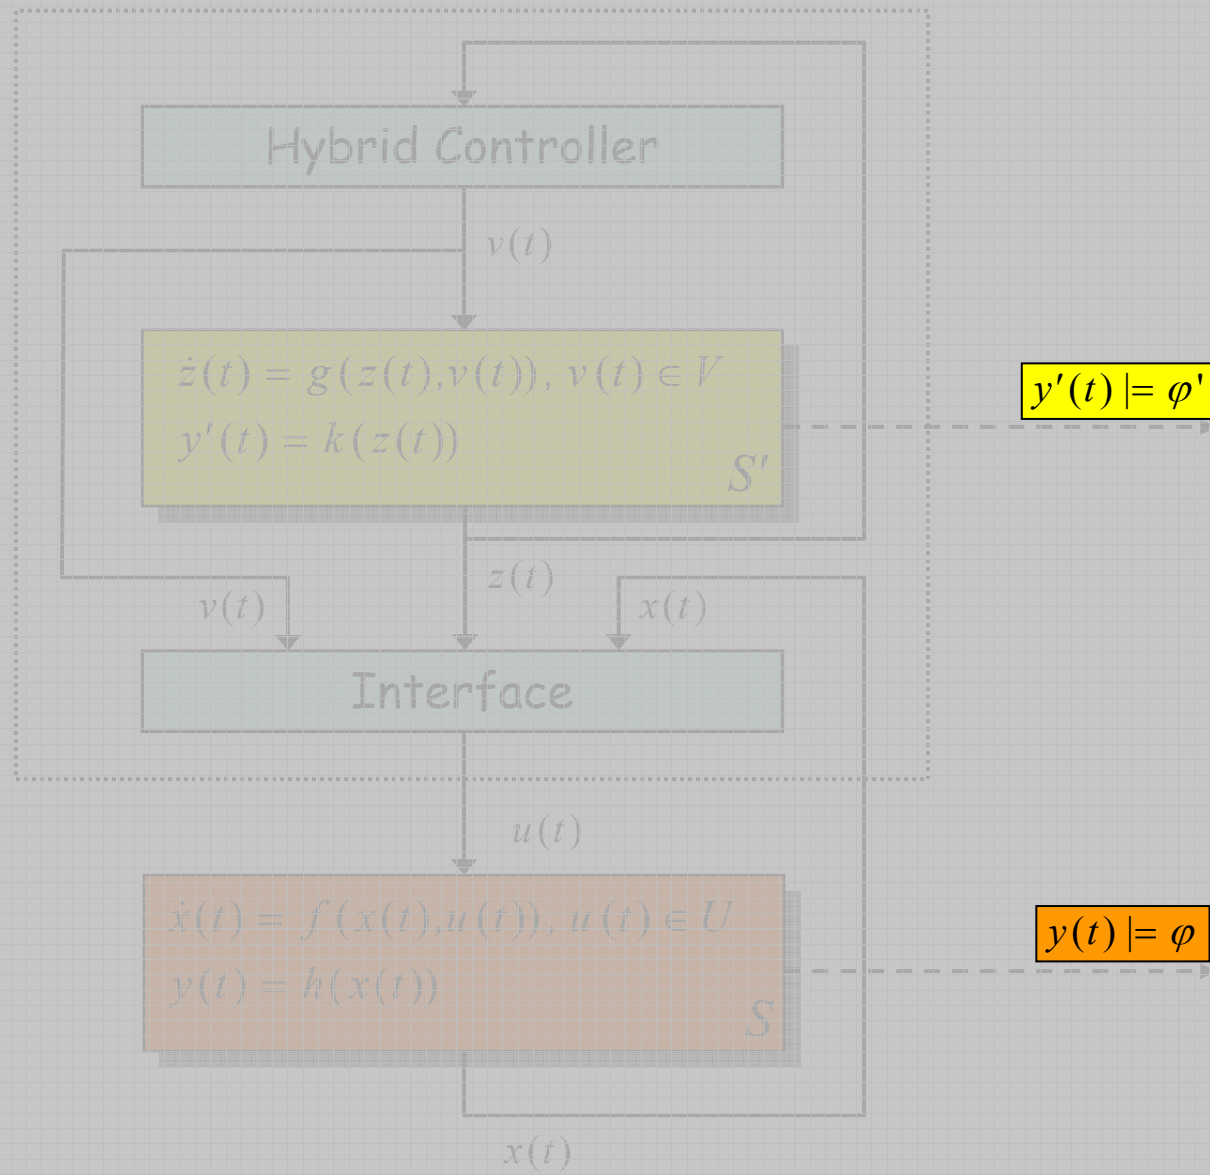 Hybrid Controller
v(t)
ż(t) = g(z(t),v(t)), v(t) ∈ V
y'(t) = k(z(t))
S'
y'(t) |= φ'
z(t)
v(t)
x(t)
Interface
u(t)
ẋ(t) = f(x(t),u(t)), u(t) ∈ U
y(t) = h(x(t))
S
y(t) |= φ
x(t)